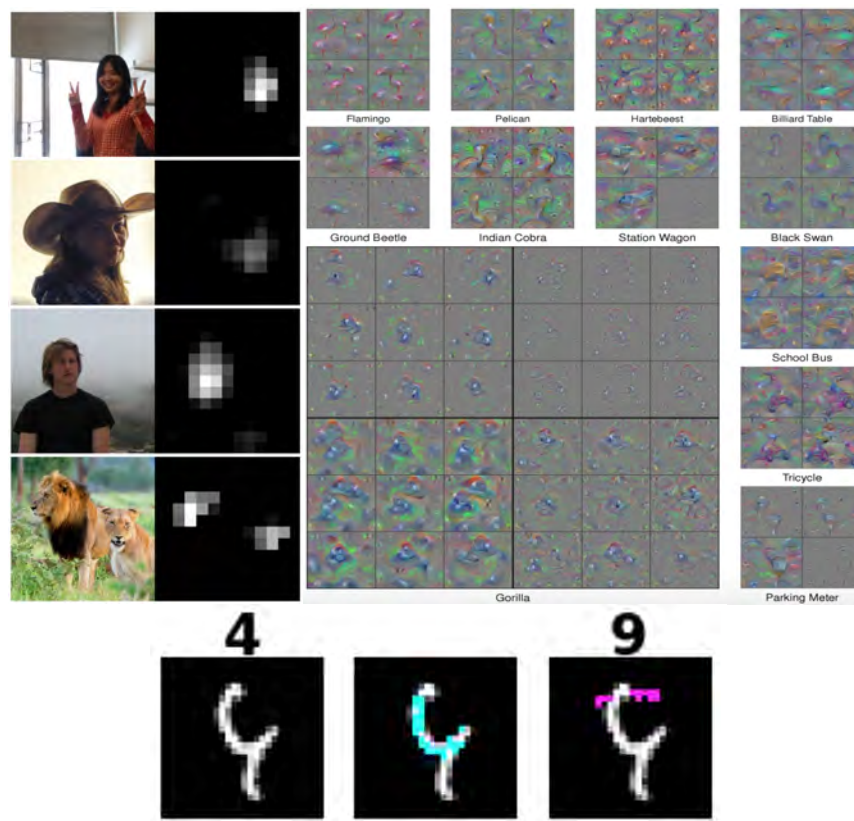 Flamingo
Pelican
Hartebeest
Billiard Table
Ground Beetle
Indian Cobra
Station Wagon
Black Swan
School Bus
Tricycle
Gorilla
Parking Meter
4
9